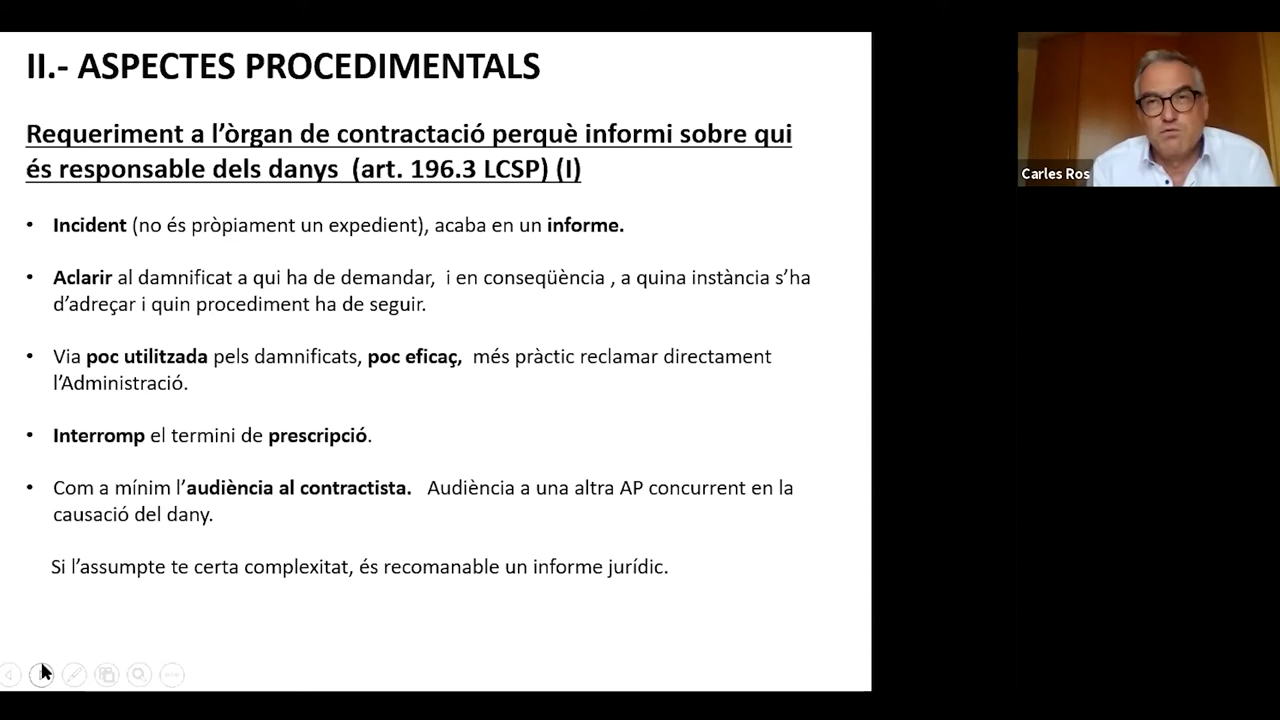 II.- ASPECTES PROCEDIMENTALS
Requeriment a l’òrgan de contractació perquè informi sobre qui
és responsable dels danys (art. 196.3 LCSP) (I)
• Incident (no és pròpiament un expedient), acaba en un informe.
• Aclarir al damnificat a qui ha de demandar, i en conseqüència , a quina instància s’ha
d’adreçar i quin procediment ha de seguir.
• Via poc utilitzada pels damnificats, poc eficaç, més pràctic reclamar directament
l’Administració.
• Interromp el termini de prescripció.
• Com a mínim l’audiència al contractista. Audiència a una altra AP concurrent en la
causació del dany.
Si l’assumpte te certa complexitat, és recomanable un informe jurídic.
Carles Ros